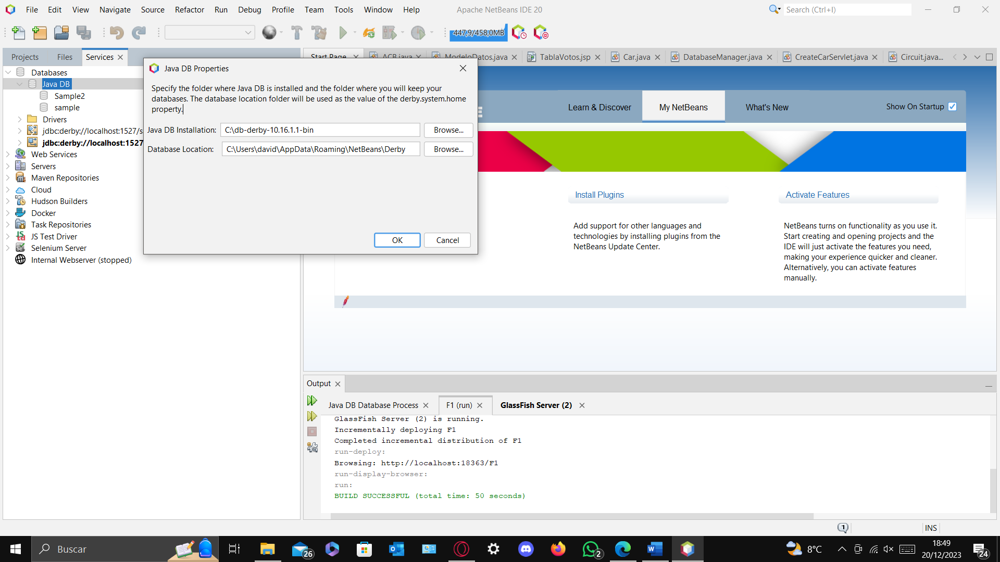 File Edit View Navigate Source Refactor Run Debug Profile Team Tools Window Help
Apache NetBeans IDE 20
Search (Ctrl+I)
447,9/458,0MB
Projects Files Services
Start Page ACB.java ModeloDatos.java TablaVotos.jsp Car.java DatabaseManager.java CreateCarServlet.java Circuit.java...
Databases
Java DB
Sample2
sample
Drivers
jdbc:derby://localhost:1527/s
jdbc:derby://localhost:1527
Web Services
Servers
Maven Repositories
Cloud
Hudson Builders
Docker
Task Repositories
JS Test Driver
Selenium Server
Internal Webserver (stopped)
Java DB Properties
Specify the folder where Java DB is installed and the folder where you will keep your
databases. The database location folder will be used as the value of the derby.system.home
property.
Java DB Installation: C:\db-derby-10.16.1.1-bin Browse...
Database Location: C:\Users\david\AppData\Roaming\NetBeans\Derby Browse...
OK Cancel
E
Learn & Discover My NetBeans What's New Show On Startup
Install Plugins
Add support for other languages and
technologies by installing plugins from the
NetBeans Update Center.
Activate Features
NetBeans turns on functionality as you use it.
Start creating and opening projects and the
IDE will just activate the features you need,
making your experience quicker and cleaner.
Alternatively, you can activate features
manually.
Output
Java DB Database Process F1 (run) GlassFish Server (2)
GlassFish Server (2) is running.
Incrementally deploying F1
Completed incremental distribution of F1
run-deploy:
Browsing: http://localhost:18363/F1
run-display-browser:
run:
BUILD SUCCESSFUL (total time: 50 seconds)
1 INS
Buscar
26
2
8°C
18:49
20/12/2023
24